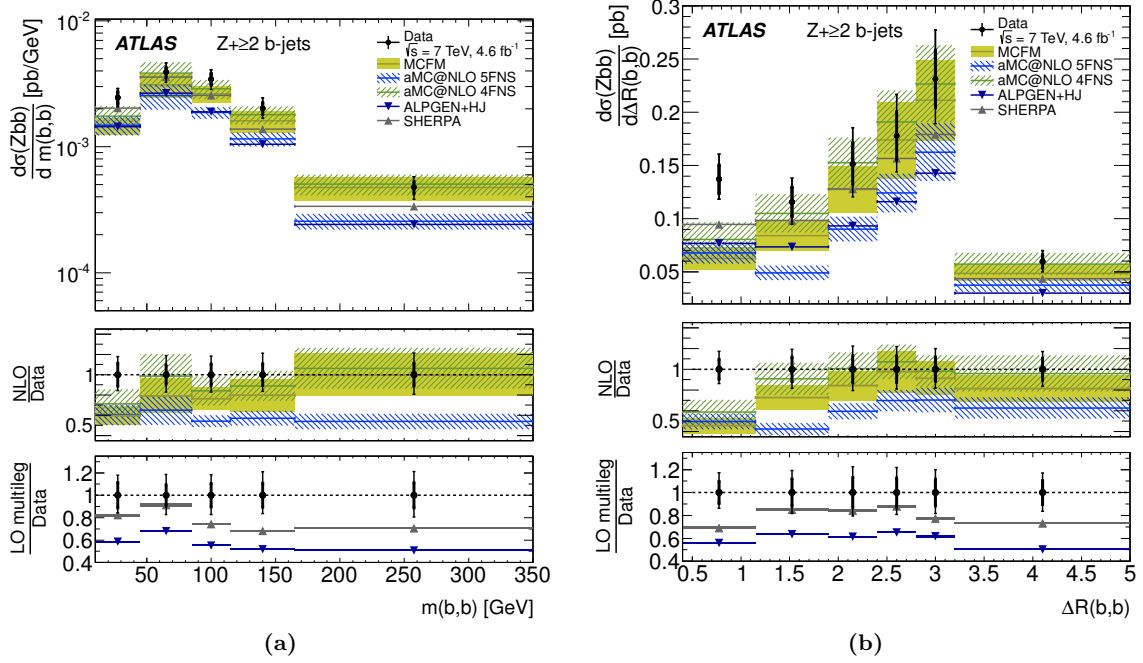 ATLAS Z+≥2 b-jets
dσ(Zbb)
d m(b,b)
[pb/GeV]
10⁻²
10⁻³
10⁻⁴
Data
√s = 7 TeV, 4.6 fb⁻¹
MCFM
aMC@NLO 5FNS
aMC@NLO 4FNS
ALPGEN+HJ
SHERPA
NLO
Data
1
0.5
LO multileg
Data
1.2
1
0.8
0.6
0.4
50 100 150 200 250 300 350
m(b,b) [GeV]
(a)
ATLAS Z+≥2 b-jets
dσ(Zbb)
dΔR(b,b)
[pb]
0.3
0.25
0.2
0.15
0.1
0.05
Data
√s = 7 TeV, 4.6 fb⁻¹
MCFM
aMC@NLO 5FNS
aMC@NLO 4FNS
ALPGEN+HJ
SHERPA
NLO
Data
1
0.5
LO multileg
Data
1.2
1
0.8
0.6
0.4
0.5 1 1.5 2 2.5 3 3.5 4 4.5 5
ΔR(b,b)
(b)